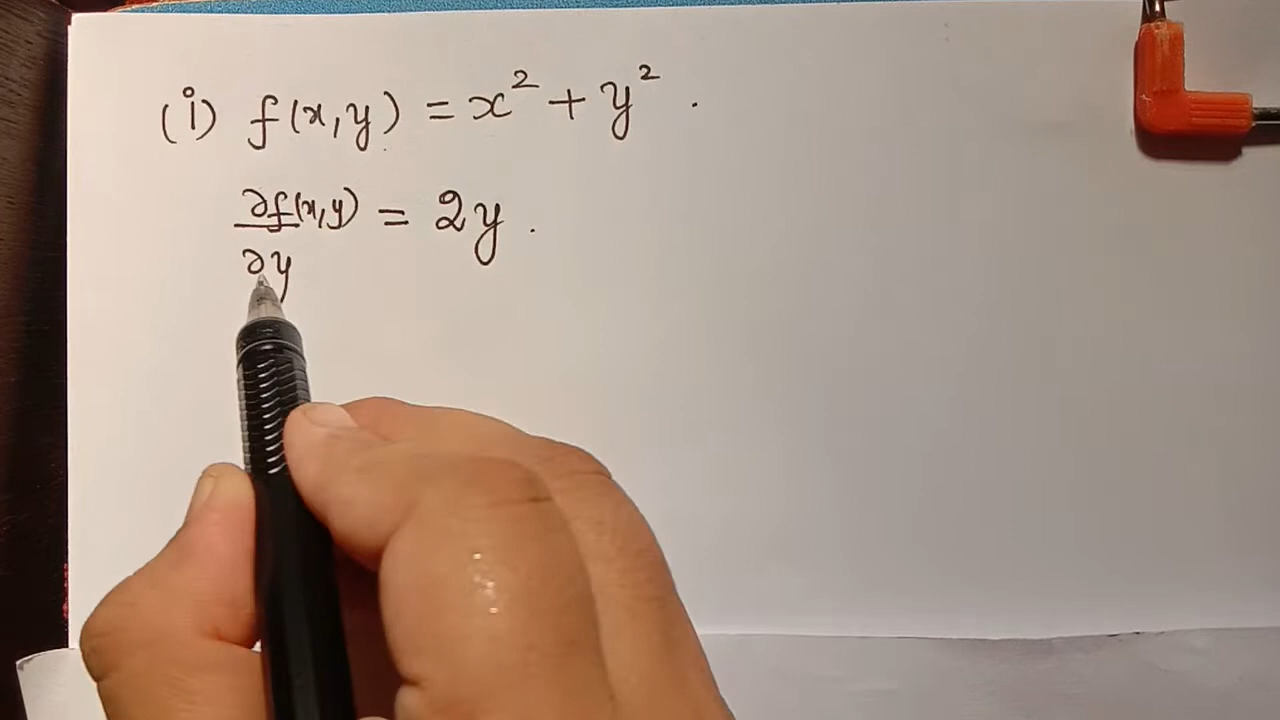 (i) f(x,y) = x² + y² .
∂f(x,y)/∂y = 2y .